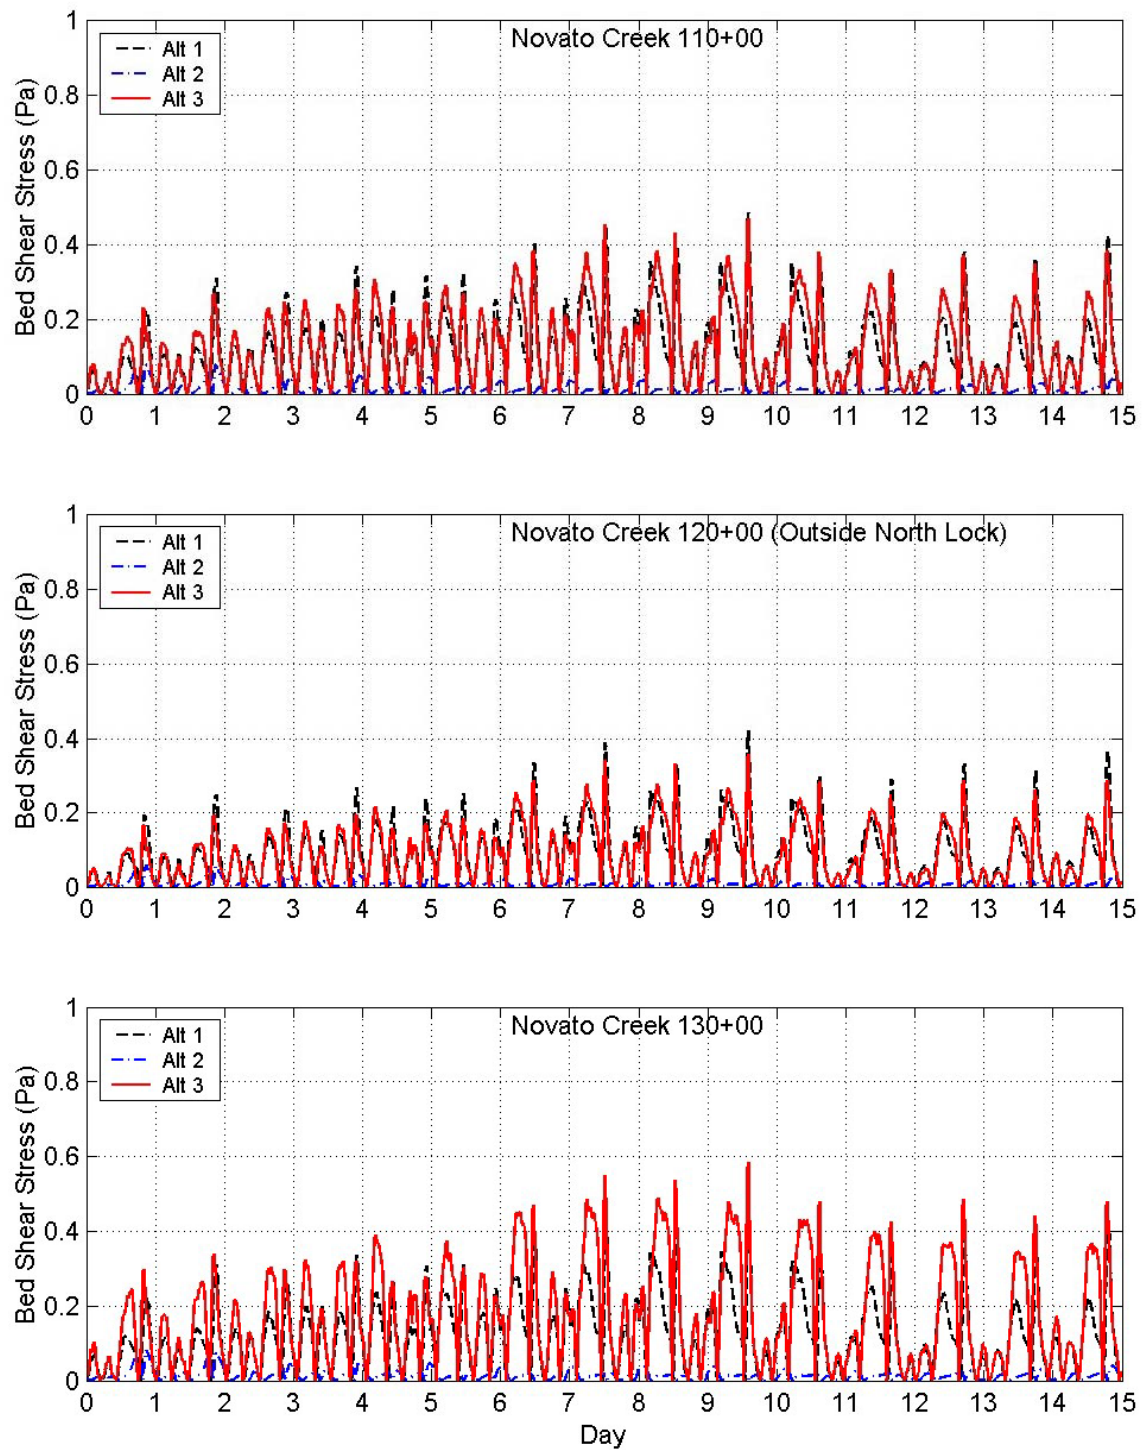 Novato Creek 110+00
Alt 1
Alt 2
Alt 3
Bed Shear Stress (Pa)
1
0.8
0.6
0.4
0.2
0
0 1 2 3 4 5 6 7 8 9 10 11 12 13 14 15
Novato Creek 120+00 (Outside North Lock)
Alt 1
Alt 2
Alt 3
Bed Shear Stress (Pa)
1
0.8
0.6
0.4
0.2
0
0 1 2 3 4 5 6 7 8 9 10 11 12 13 14 15
Novato Creek 130+00
Alt 1
Alt 2
Alt 3
Bed Shear Stress (Pa)
1
0.8
0.6
0.4
0.2
0
0 1 2 3 4 5 6 7 8 9 10 11 12 13 14 15
Day